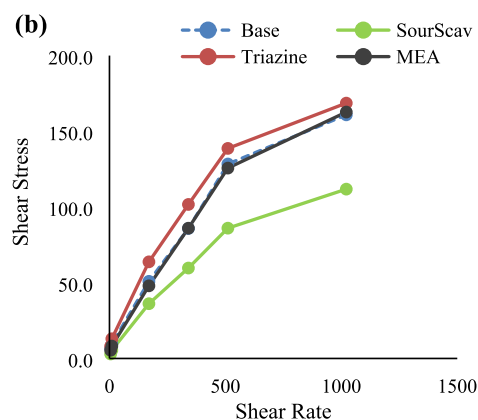 (b)
Base
SourScav
Triazine
MEA
200.0
150.0
100.0
50.0
0.0
Shear Stress
0
500
1000
1500
Shear Rate